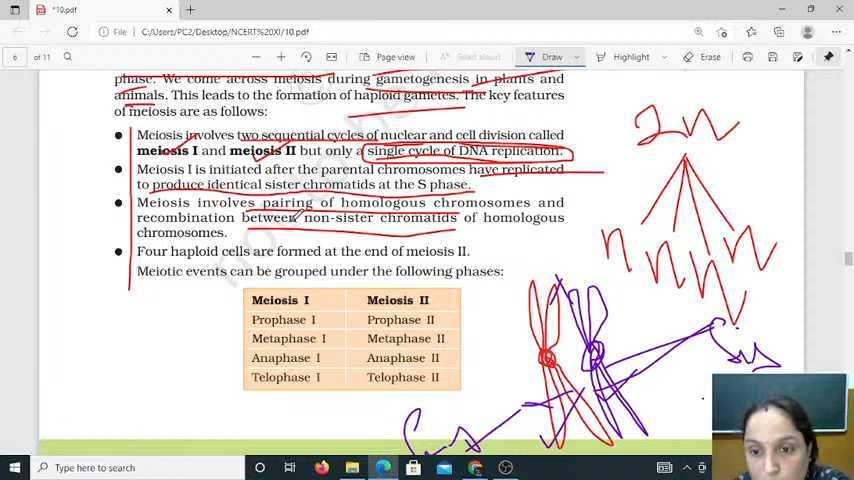 *10.pdf
File
C:/Users/PC2/Desktop/NCERT%20XI/10.pdf
6 of 11
Page view
Read aloud
Draw
Highlight
Erase
phase. We come across meiosis during gametogenesis in plants and
animals. This leads to the formation of haploid gametes. The key features
of meiosis are as follows:
Meiosis involves two sequential cycles of nuclear and cell division called
meiosis I and meiosis II but only a single cycle of DNA replication.
Meiosis I is initiated after the parental chromosomes have replicated
to produce identical sister chromatids at the S phase.
Meiosis involves pairing of homologous chromosomes and
recombination between non-sister chromatids of homologous
chromosomes.
Four haploid cells are formed at the end of meiosis II.
Meiotic events can be grouped under the following phases:
Meiosis I Meiosis II
Prophase I Prophase II
Metaphase I Metaphase II
Anaphase I Anaphase II
Telophase I Telophase II
2n
n n n n
Type here to search